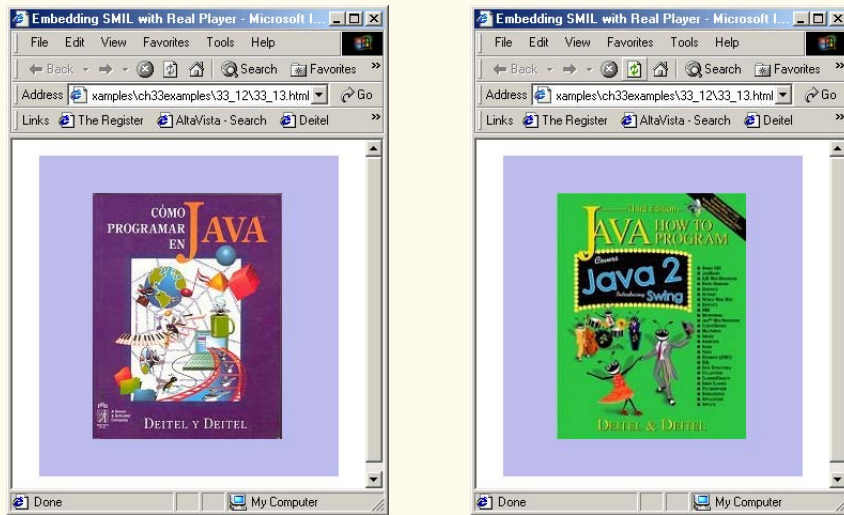 Embedding SMIL with Real Player - Microsoft I...
File Edit View Favorites Tools Help
Back Search Favorites »
Address xamples\ch33examples\33_12\33_13.html Go
Links The Register AltaVista - Search Deitel »
CÓMO
PROGRAMAR
EN JAVA
DEITEL Y DEITEL
Done My Computer
Embedding SMIL with Real Player - Microsoft I...
File Edit View Favorites Tools Help
Back Search Favorites »
Address xamples\ch33examples\33_12\33_13.html Go
Links The Register AltaVista - Search Deitel »
Third Edition
JAVA HOW TO
PROGRAM
Covers
Java 2
Introducing Swing
DEITEL & DEITEL
Done My Computer